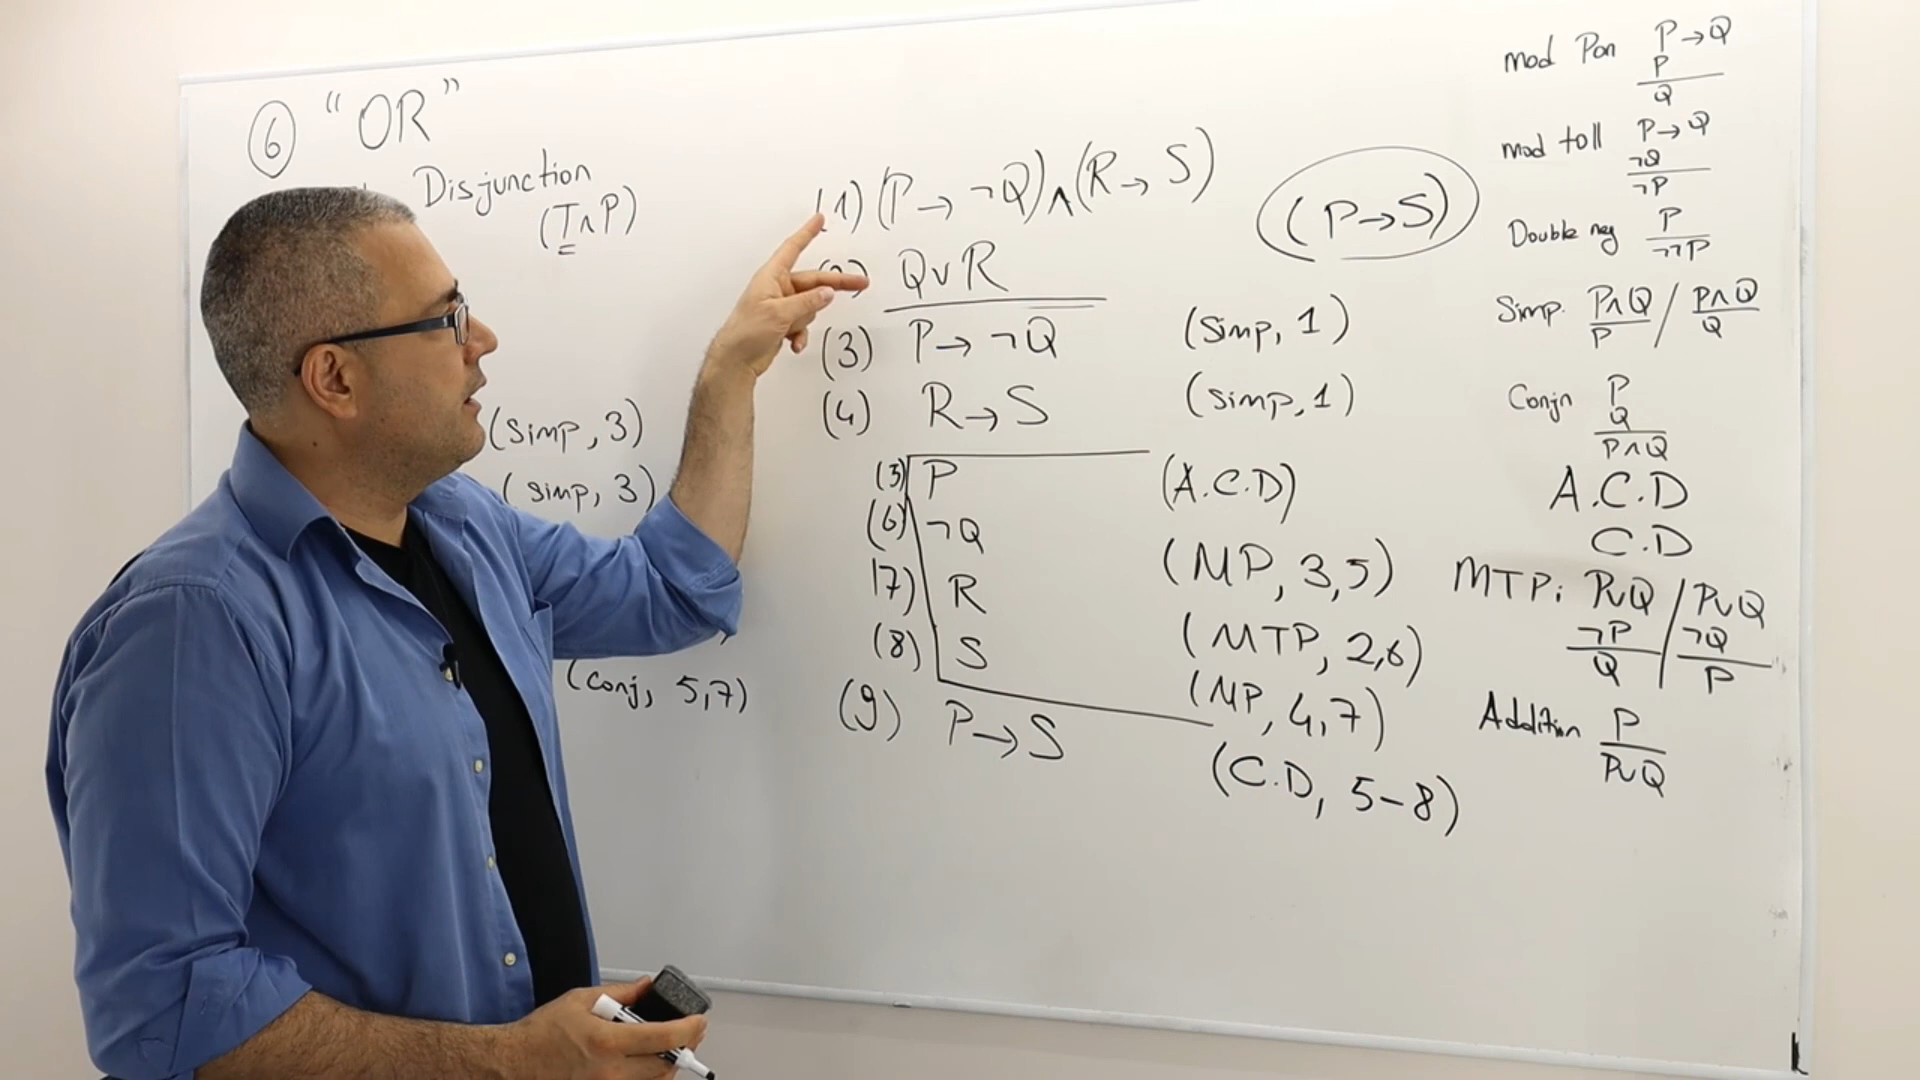 ⑥ "OR"
Disjunction
(T∧P)
(Simp, 3)
(simp, 3)
(Conj, 5,7)
(1) (P→¬Q)∧(R→S)
Q∨R
(3) P→¬Q (Simp, 1)
(4) R→S (simp, 1)
(5) P (A.C.D)
(6) ¬Q (MP, 3,5)
(7) R (MTP, 2,6)
(8) S (MP, 4,7)
(9) P→S (C.D, 5-8)
(P→S)
mod Pon P→Q
P
Q
mod toll P→Q
¬Q
¬P
Double neg P
¬¬P
Simp. P∧Q / P∧Q
P Q
Conjn P
Q
P∧Q
A.C.D
C.D
MTP: P∨Q / P∨Q
¬P ¬Q
Q P
Addition P
P∨Q